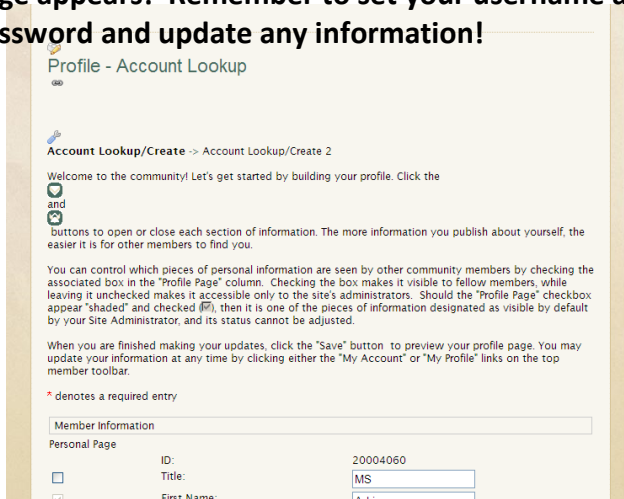 ge appears! Remember to set your username a
ssword and update any information!
Profile - Account Lookup
Account Lookup/Create -> Account Lookup/Create 2
Welcome to the community! Let's get started by building your profile. Click the
and
buttons to open or close each section of information. The more information you publish about yourself, the
easier it is for other members to find you.
You can control which pieces of personal information are seen by other community members by checking the
associated box in the "Profile Page" column. Checking the box makes it visible to fellow members, while
leaving it unchecked makes it accessible only to the site's administrators. Should the "Profile Page" checkbox
appear "shaded" and checked (), then it is one of the pieces of information designated as visible by default
by your Site Administrator, and its status cannot be adjusted.
When you are finished making your updates, click the "Save" button to preview your profile page. You may
update your information at any time by clicking either the "My Account" or "My Profile" links on the top
member toolbar.
* denotes a required entry
Member Information
Personal Page
ID: 20004060
Title: MS
First Name: